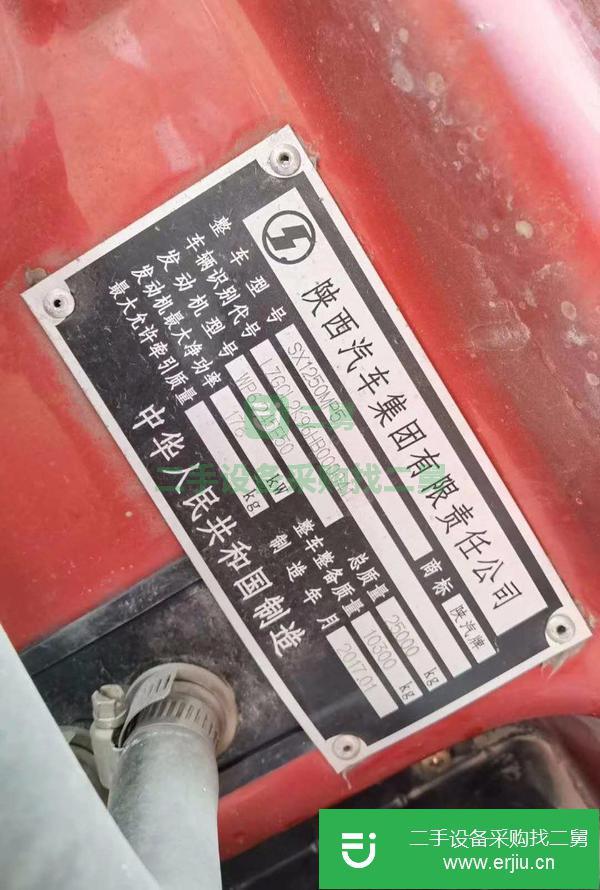 陕西汽车集团有限责任公司
整车型号 SX1250MP5 商标 陕汽牌
车辆识别代号
发动机型号 总质量 25000 kg
发动机最大净功率 kW 整车整备质量 10300 kg
最大允许牵引质量 kg 制造年月 2017.01
中华人民共和国制造
二舅
二手设备采购找二舅
二手设备采购找二舅
www.erjiu.cn